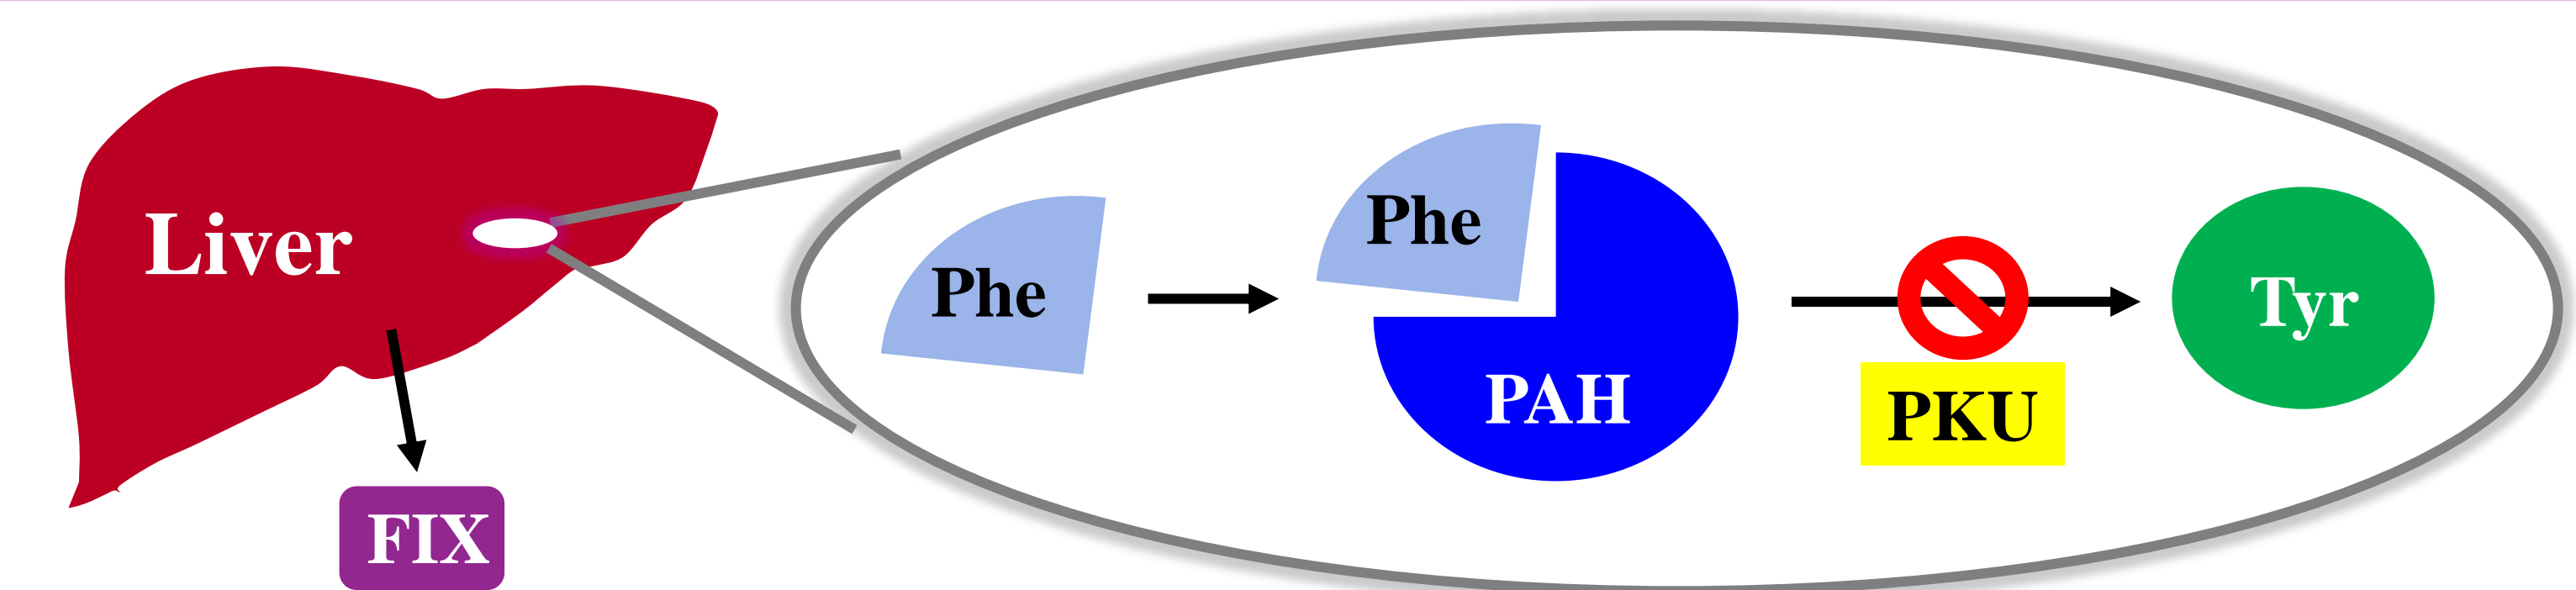 Liver
FIX
Phe
Phe
PAH
PKU
Tyr